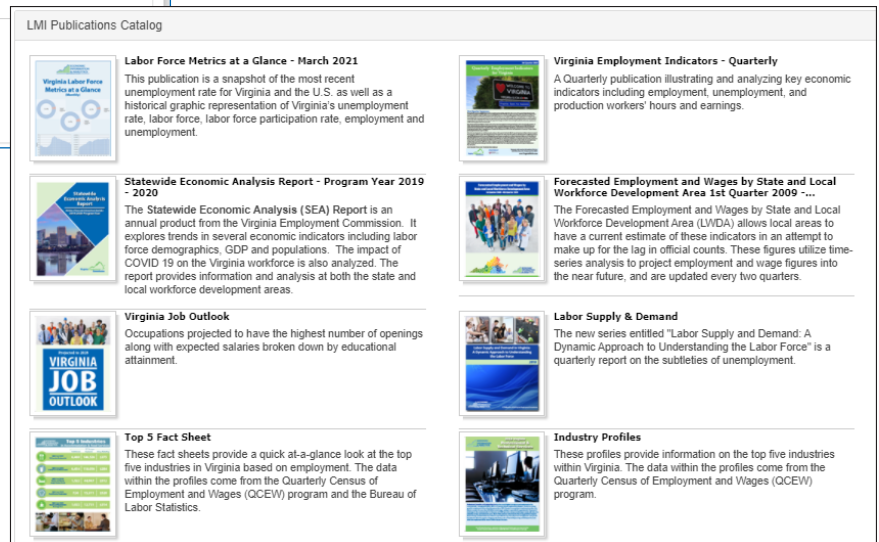 LMI Publications Catalog
Labor Force Metrics at a Glance - March 2021
This publication is a snapshot of the most recent
unemployment rate for Virginia and the U.S. as well as a
historical graphic representation of Virginia's unemployment
rate, labor force, labor force participation rate, employment and
unemployment.
Virginia Labor Force
Metrics at a Glance
Virginia Employment Indicators - Quarterly
A Quarterly publication illustrating and analyzing key economic
indicators including employment, unemployment, and
production workers' hours and earnings.
Statewide Economic Analysis Report - Program Year 2019
- 2020
The Statewide Economic Analysis (SEA) Report is an
annual product from the Virginia Employment Commission. It
explores trends in several economic indicators including labor
force demographics, GDP and populations. The impact of
COVID 19 on the Virginia workforce is also analyzed. The
report provides information and analysis at both the state and
local workforce development areas.
Statewide
Economic Analysis
Report
Forecasted Employment and Wages by State and Local
Workforce Development Area 1st Quarter 2009 -...
The Forecasted Employment and Wages by State and Local
Workforce Development Area (LWDA) allows local areas to
have a current estimate of these indicators in an attempt to
make up for the lag in official counts. These figures utilize time-
series analysis to project employment and wage figures into
the near future, and are updated every two quarters.
Virginia Job Outlook
Occupations projected to have the highest number of openings
along with expected salaries broken down by educational
attainment.
VIRGINIA
JOB
OUTLOOK
Labor Supply & Demand
The new series entitled "Labor Supply and Demand: A
Dynamic Approach to Understanding the Labor Force" is a
quarterly report on the subtleties of unemployment.
Top 5 Fact Sheet
These fact sheets provide a quick at-a-glance look at the top
five industries in Virginia based on employment. The data
within the profiles come from the Quarterly Census of
Employment and Wages (QCEW) program and the Bureau of
Labor Statistics.
Top 5 Industries
Industry Profiles
These profiles provide information on the top five industries
within Virginia. The data within the profiles come from the
Quarterly Census of Employment and Wages (QCEW)
program.